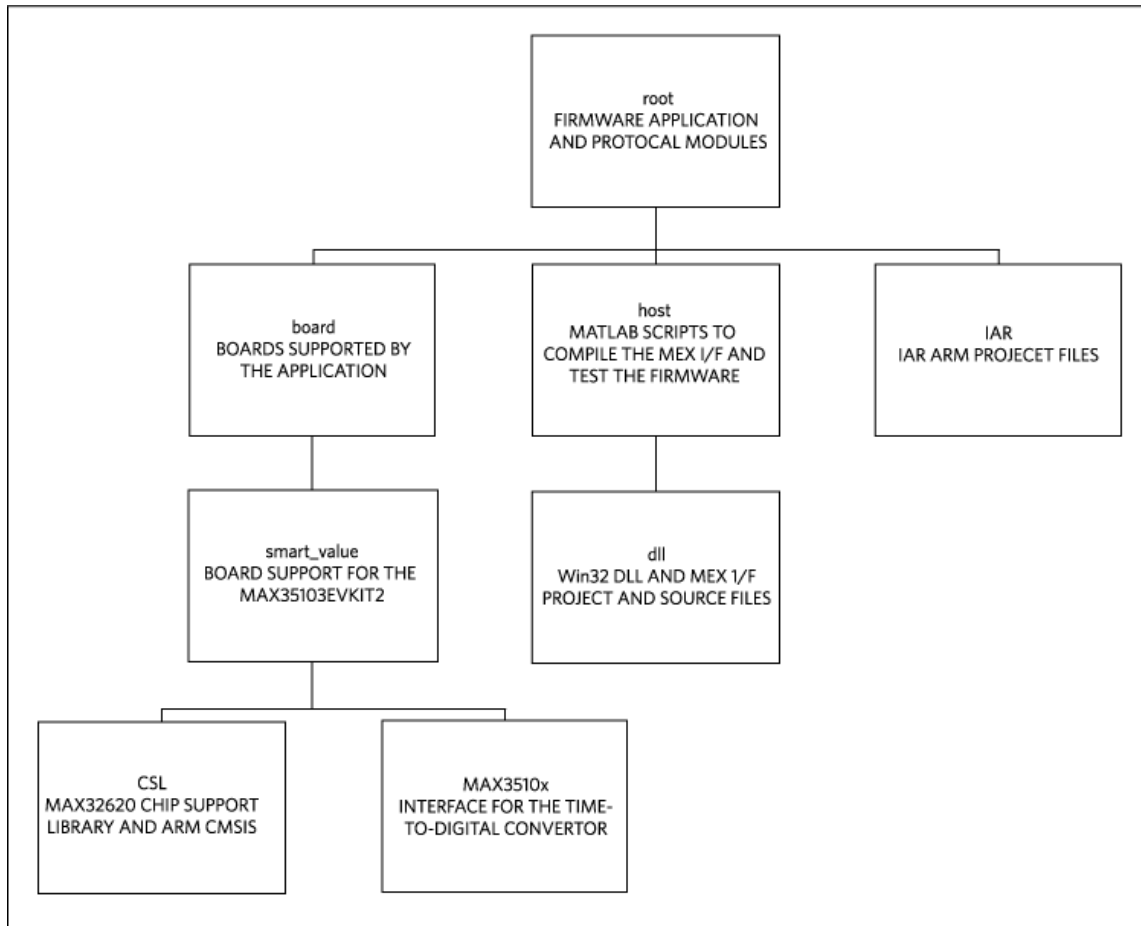 root
FIRMWARE APPLICATION
AND PROTOCAL MODULES
board
BOARDS SUPPORTED BY
THE APPLICATION
host
MATLAB SCRIPTS TO
COMPILE THE MEX I/F AND
TEST THE FIRMWARE
IAR
IAR ARM PROJECET FILES
smart_value
BOARD SUPPORT FOR THE
MAX35103EVKIT2
dll
Win32 DLL AND MEX 1/F
PROJECT AND SOURCE FILES
CSL
MAX32620 CHIP SUPPORT
LIBRARY AND ARM CMSIS
MAX3510x
INTERFACE FOR THE TIME-
TO-DIGITAL CONVERTOR